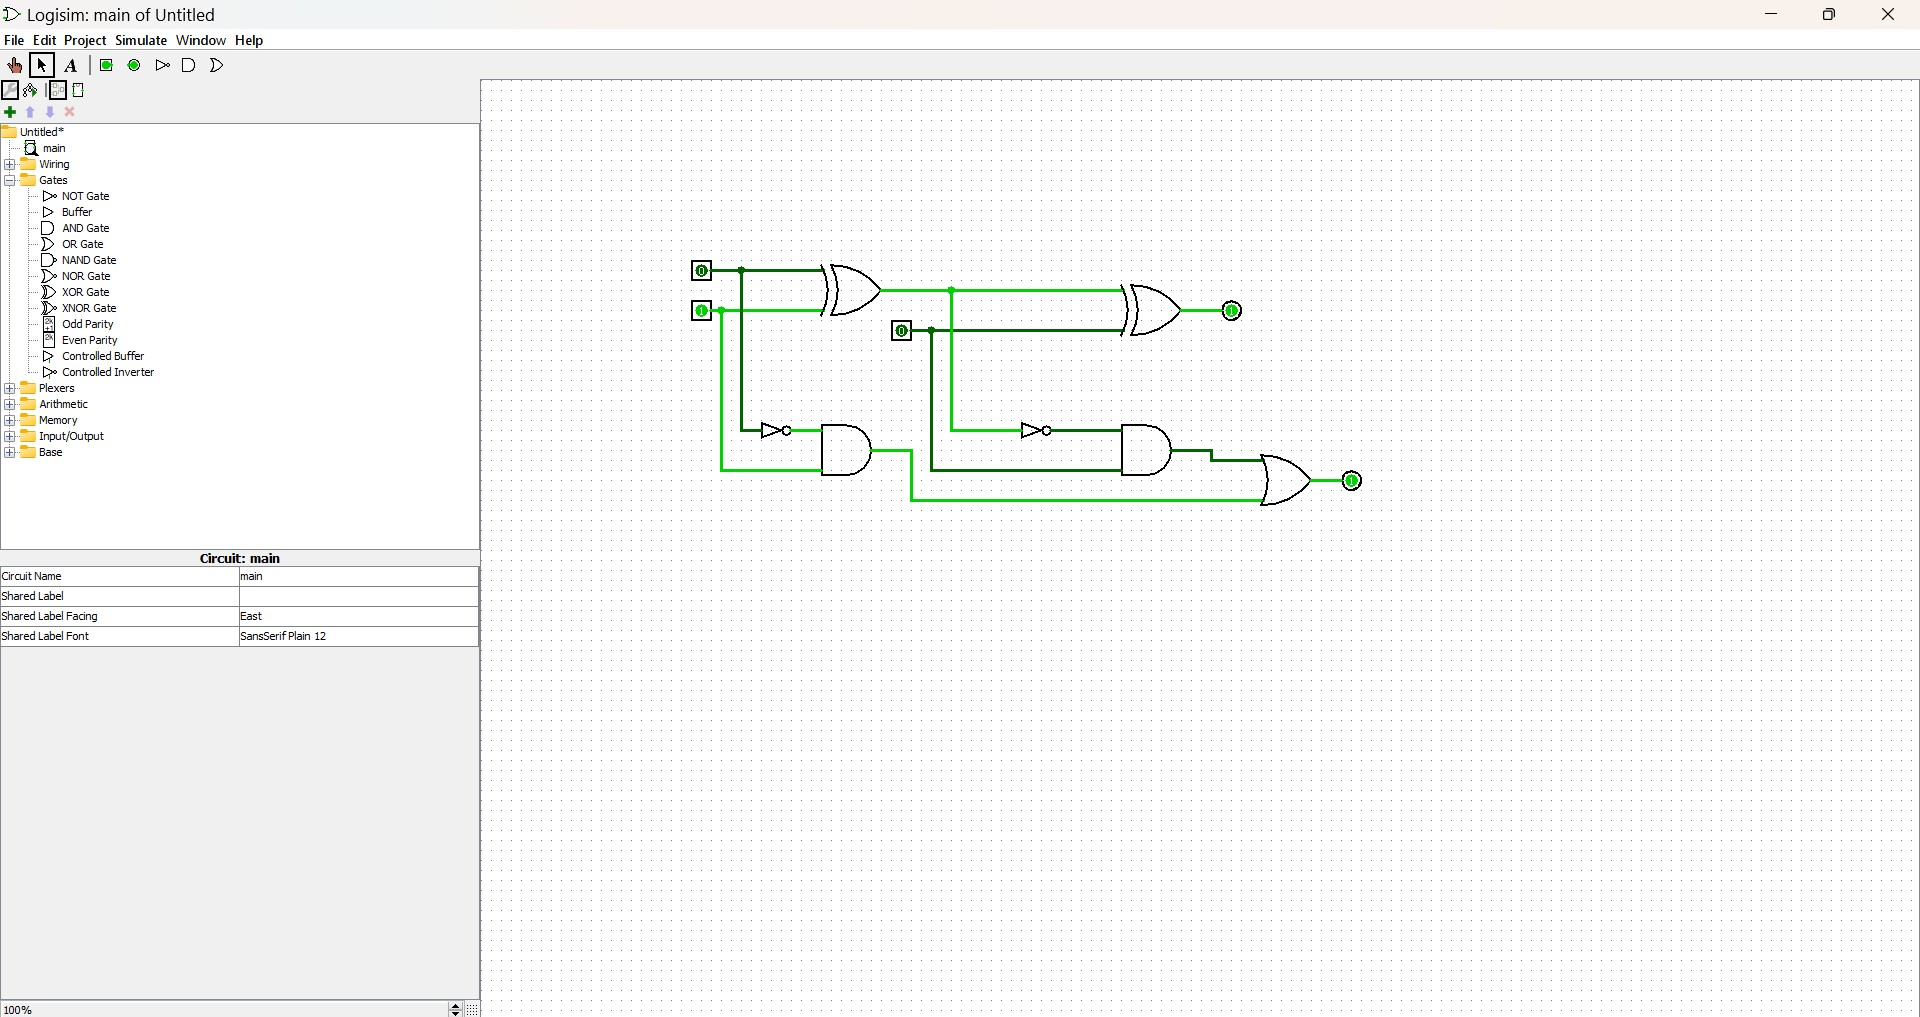 Logisim: main of Untitled
File Edit Project Simulate Window Help
A
Untitled*
main
Wiring
Gates
NOT Gate
Buffer
AND Gate
OR Gate
NAND Gate
NOR Gate
XOR Gate
XNOR Gate
Odd Parity
Even Parity
Controlled Buffer
Controlled Inverter
Plexers
Arithmetic
Memory
Input/Output
Base
Circuit: main
Circuit Name main
Shared Label
Shared Label Facing East
Shared Label Font SansSerif Plain 12
100%
0
1
0
1
1